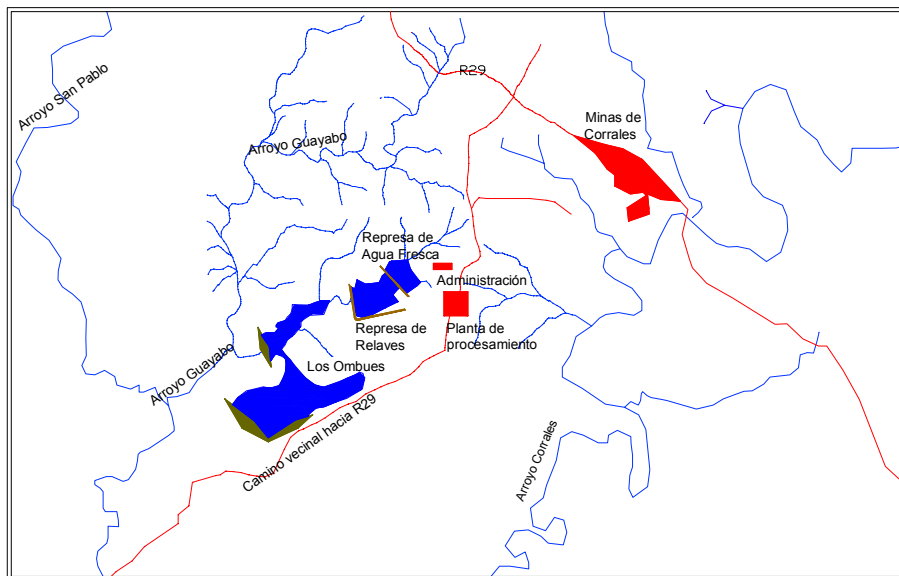 R29
Arroyo San Pablo
Minas de
Corrales
Arroyo Guayabo
Represa de
Agua Fresca
Administración
Represa de
Relaves
Planta de
procesamiento
Los Ombues
Arroyo Guayabo
Camino vecinal hacia R29
Arroyo Corrales